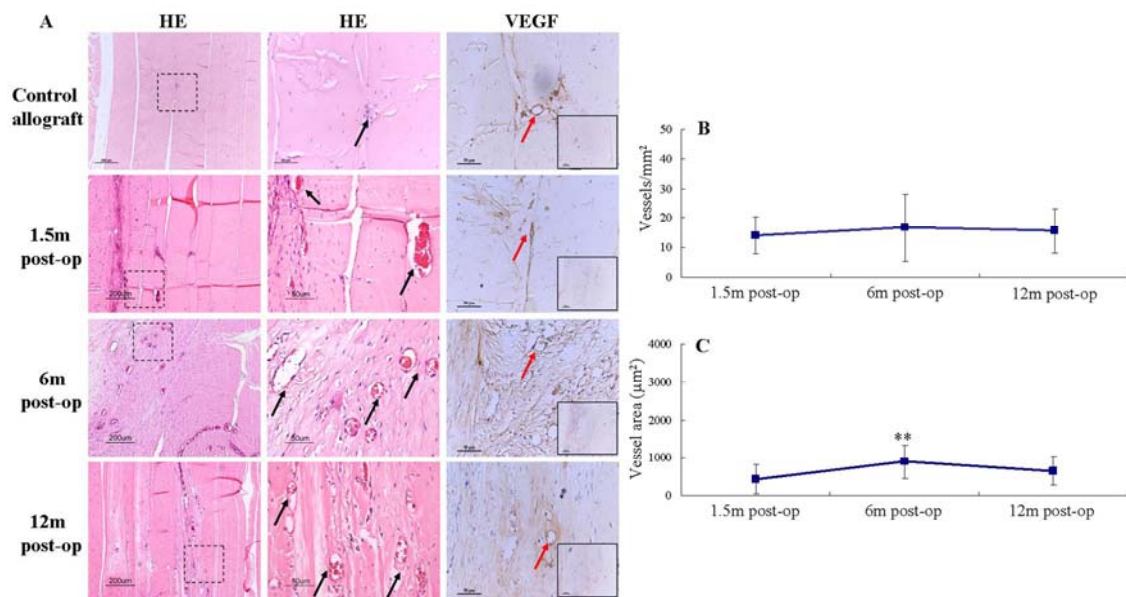 A HE HE VEGF
Control
allograft
1.5m
post-op
200um
50um
6m
post-op
200um
50um
12m
post-op
200um
50um
B
Vessels/mm²
50
40
30
20
10
0
1.5m post-op 6m post-op 12m post-op
C
Vessel area (μm²)
4000
3000
2000
1000
0
**
1.5m post-op 6m post-op 12m post-op